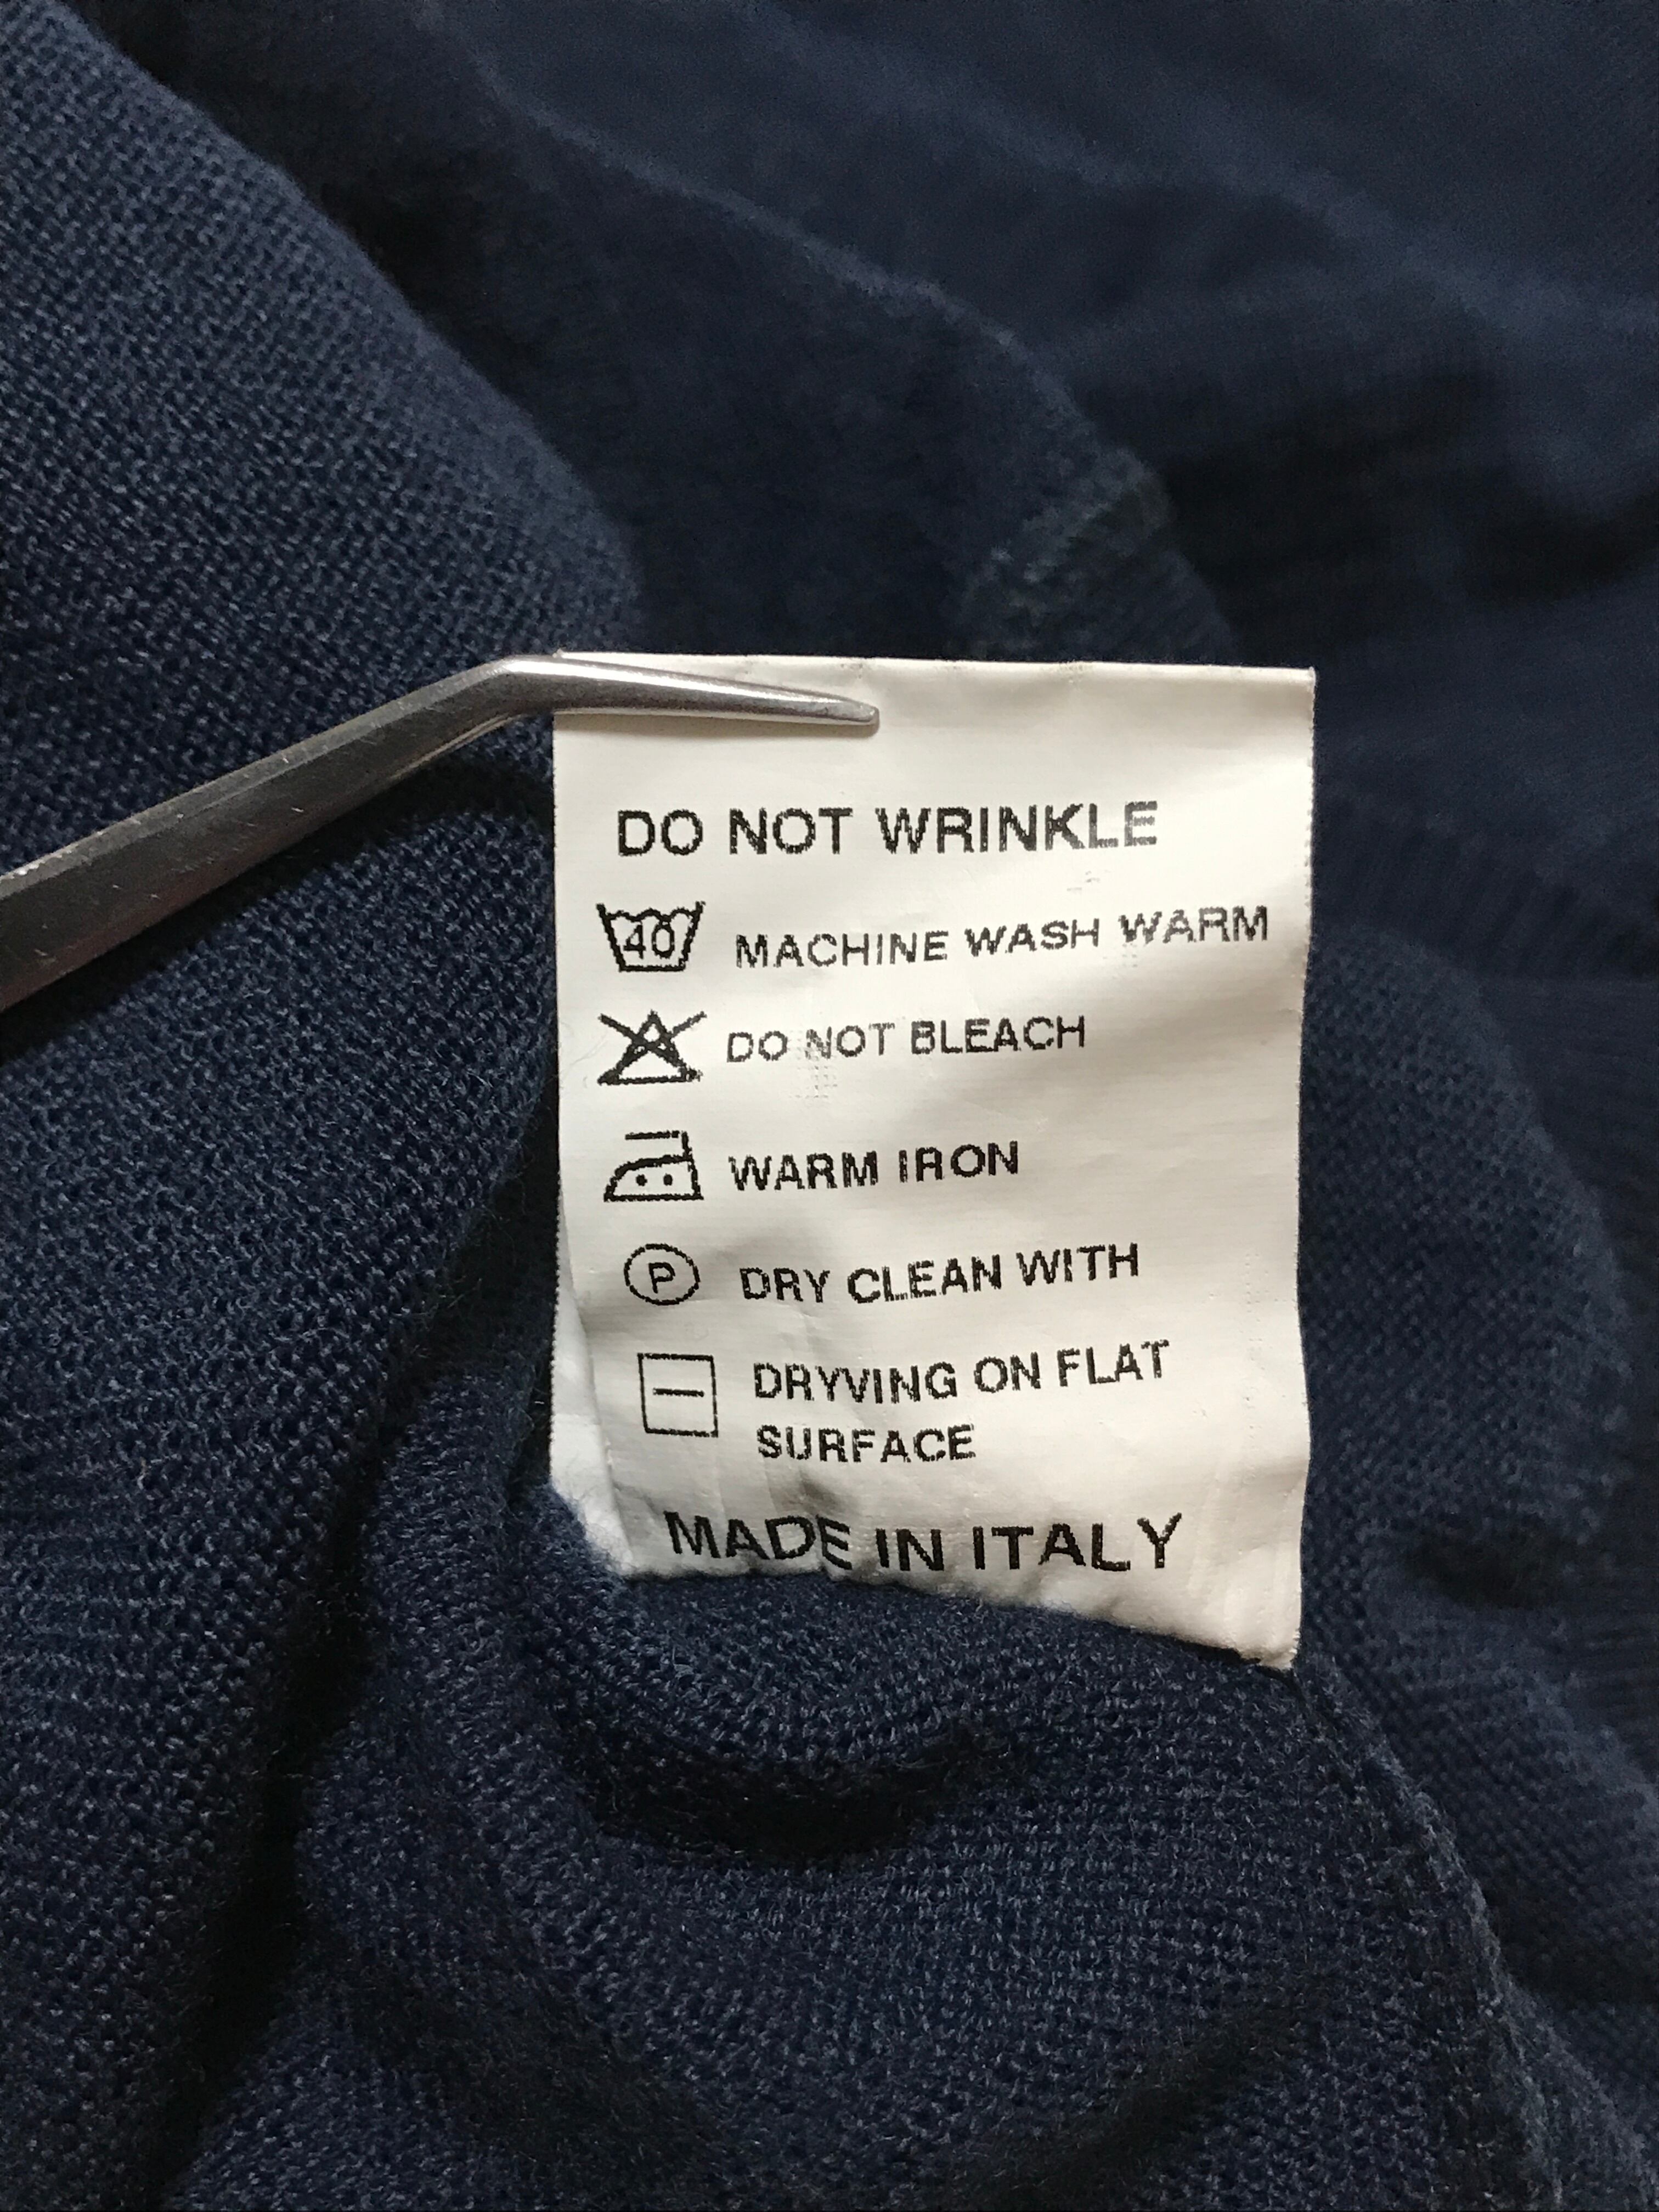 DO NOT WRINKLE
40 MACHINE WASH WARM
DO NOT BLEACH
WARM IRON
P DRY CLEAN WITH
DRYVING ON FLAT
SURFACE
MADE IN ITALY